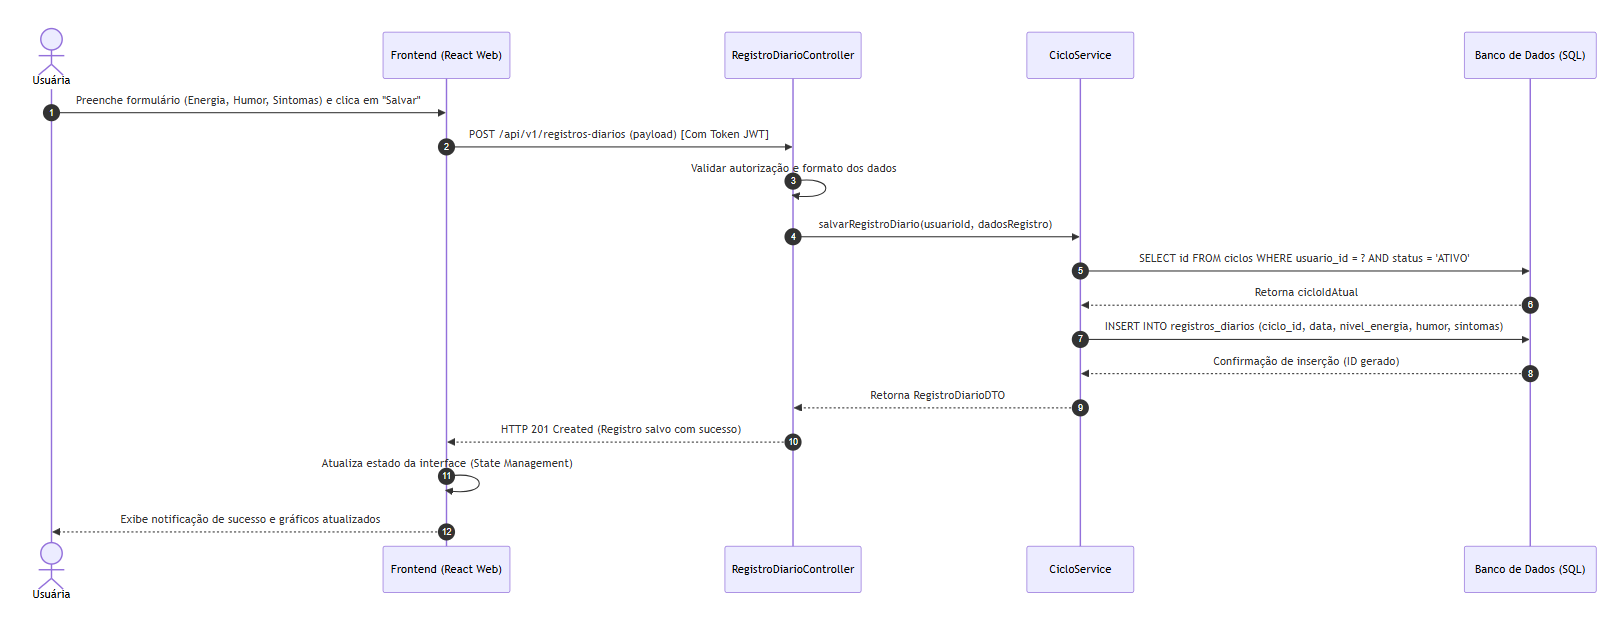 Usuária
Frontend (React Web)
RegistroDiarioController
CicloService
Banco de Dados (SQL)
Preenche formulário (Energia, Humor, Sintomas) e clica em "Salvar"
1
POST /api/v1/registros-diarios (payload) [Com Token JWT]
2
Validar autorização e formato dos dados
3
salvarRegistroDiario(usuarioId, dadosRegistro)
4
SELECT id FROM ciclos WHERE usuario_id = ? AND status = 'ATIVO'
5
Retorna cicloIdAtual
6
INSERT INTO registros_diarios (ciclo_id, data, nivel_energia, humor, sintomas)
7
Confirmação de inserção (ID gerado)
8
Retorna RegistroDiarioDTO
9
HTTP 201 Created (Registro salvo com sucesso)
10
Atualiza estado da interface (State Management)
11
Exibe notificação de sucesso e gráficos atualizados
12
Usuária
Frontend (React Web)
RegistroDiarioController
CicloService
Banco de Dados (SQL)